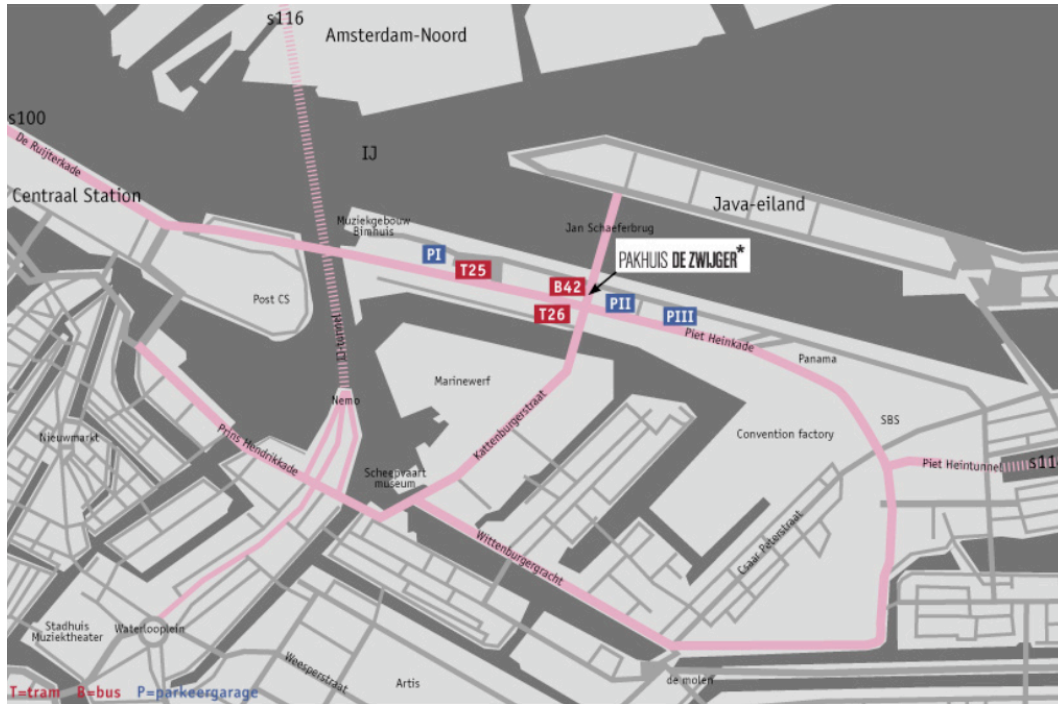 s116
Amsterdam-Noord
s100
De Ruijterkade
IJ
Centraal Station
Java-eiland
Muziekgebouw
Bimhuis
Jan Schaeferbrug
PI
T25
PAKHUIS DE ZWIJGER*
B42
T26
PII
PIII
Post CS
IJ-tunnel
Piet Heinkade
Panama
Marinewerf
Nemo
Kattenburgerstraat
SBS
Nieuwmarkt
Prins Hendrikkade
Convention factory
Scheepvaart
museum
Piet Heintunnel
s11
Wittenburgergracht
Csaar Peterstraat
Stadhuis
Muziektheater
Waterlooplein
Weesperstraat
Artis
de molen
T=tram B=bus P=parkeergarage